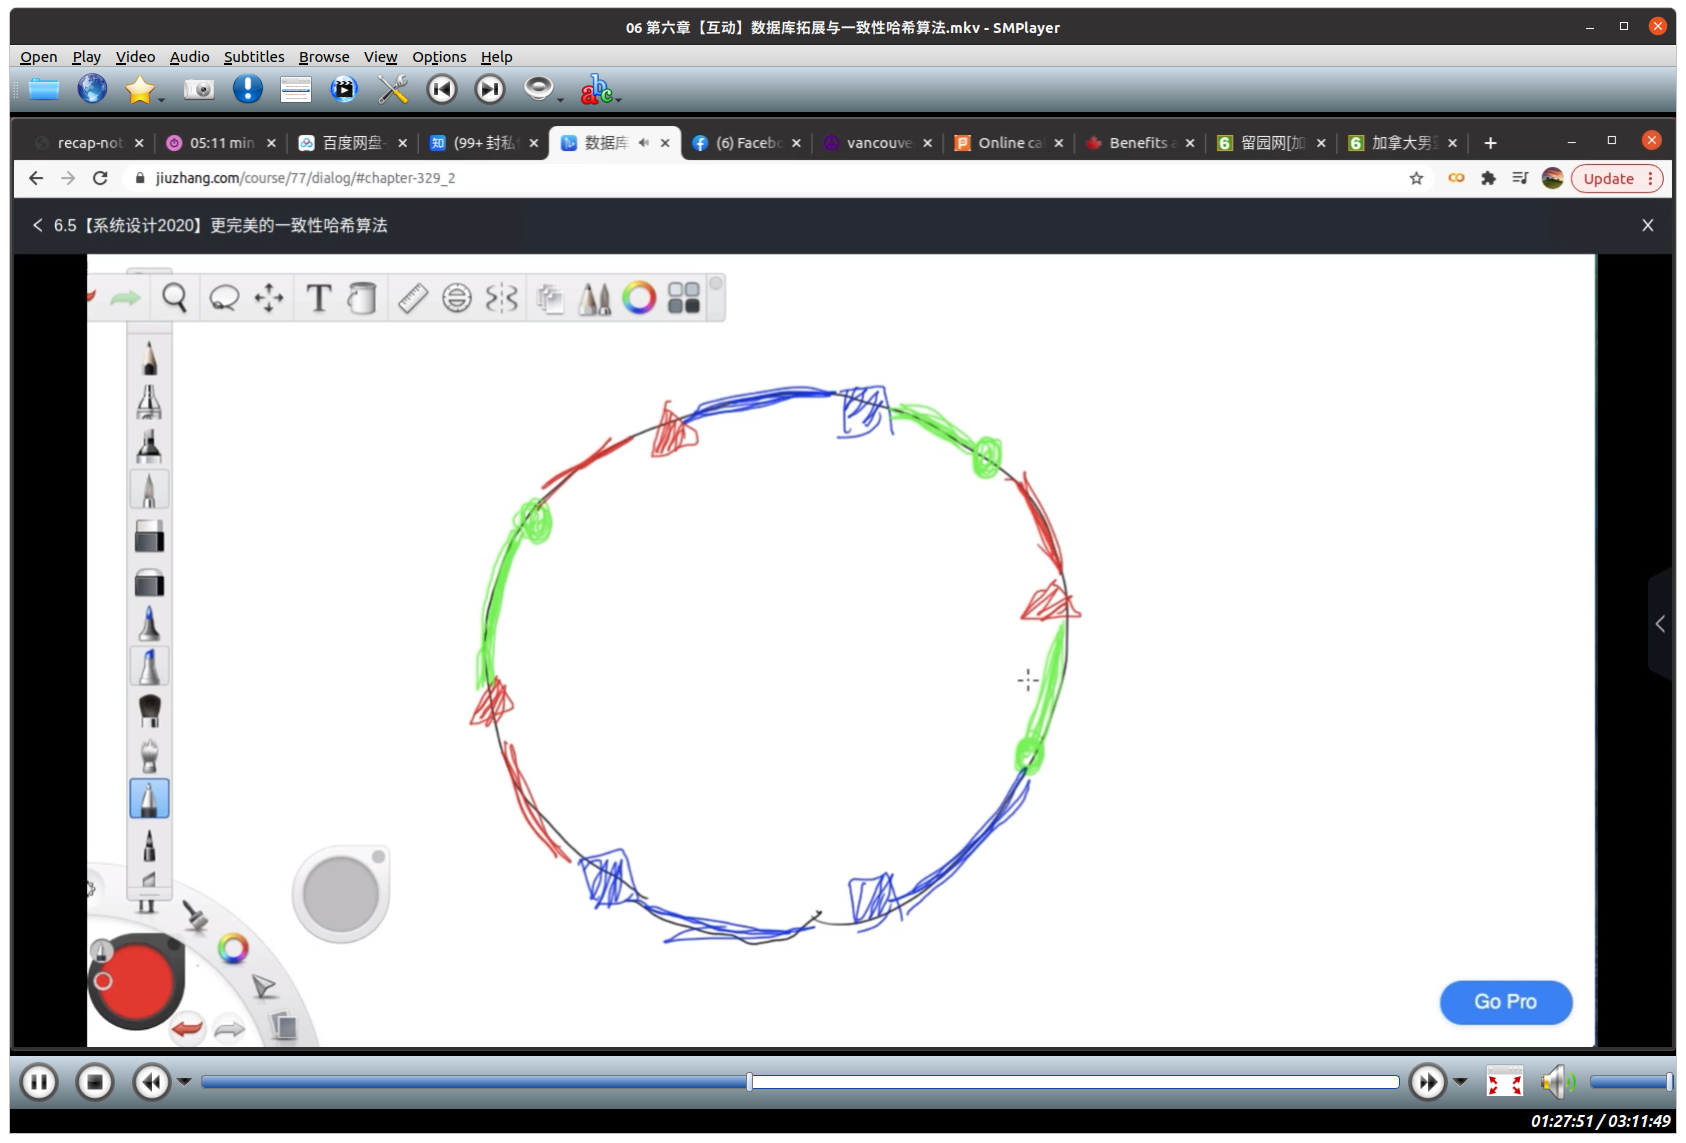 06 第六章【互动】数据库拓展与一致性哈希算法.mkv - SMPlayer
Open Play Video Audio Subtitles Browse View Options Help
abc
recap-not 05:11 min 百度网盘- 知 (99+ 封私 数据库 (6) Facebo vancouve Online ca Benefits a 6 留园网[加 6 加拿大男
jiuzhang.com/course/77/dialog/#chapter-329_2 Update
6.5【系统设计2020】更完美的一致性哈希算法
T
Go Pro
01:27:51 / 03:11:49